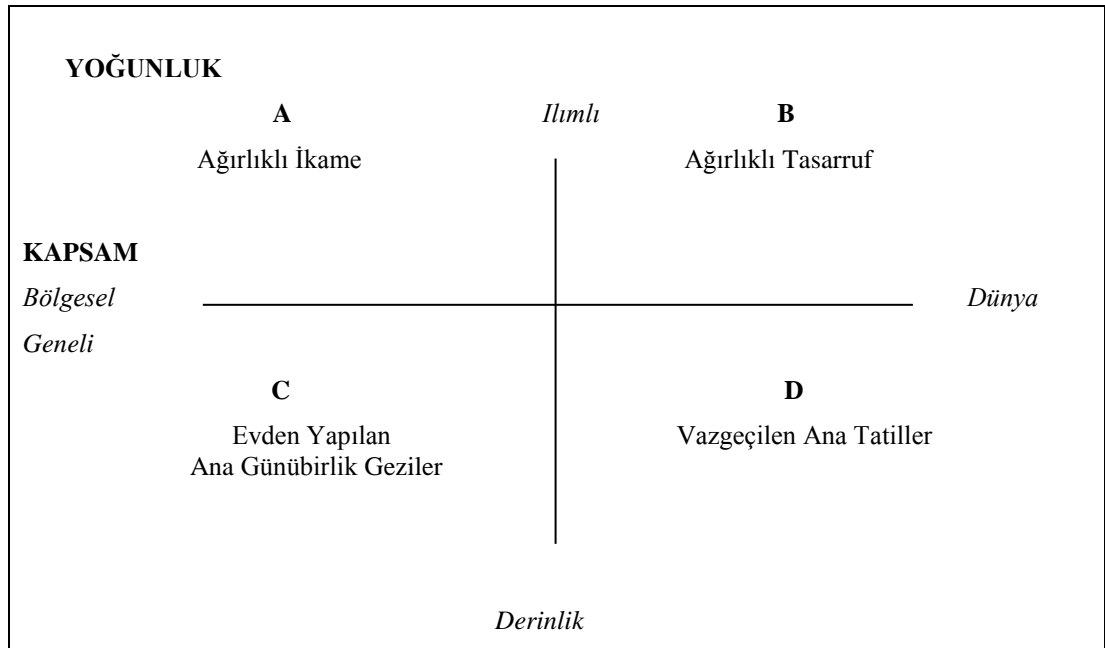 YOĞUNLUK
A Ilımlı B
Ağırlıklı İkame Ağırlıklı Tasarruf
KAPSAM
Bölgesel Dünya
Geneli
C D
Evden Yapılan Vazgeçilen Ana Tatiller
Ana Günübirlik Geziler
Derinlik